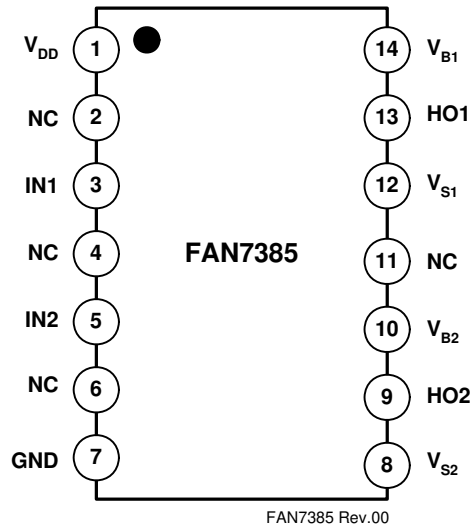 V_DD 1 14 V_B1
NC 2 13 HO1
IN1 3 12 V_S1
NC 4 FAN7385 11 NC
IN2 5 10 V_B2
NC 6 9 HO2
GND 7 8 V_S2
FAN7385 Rev.00